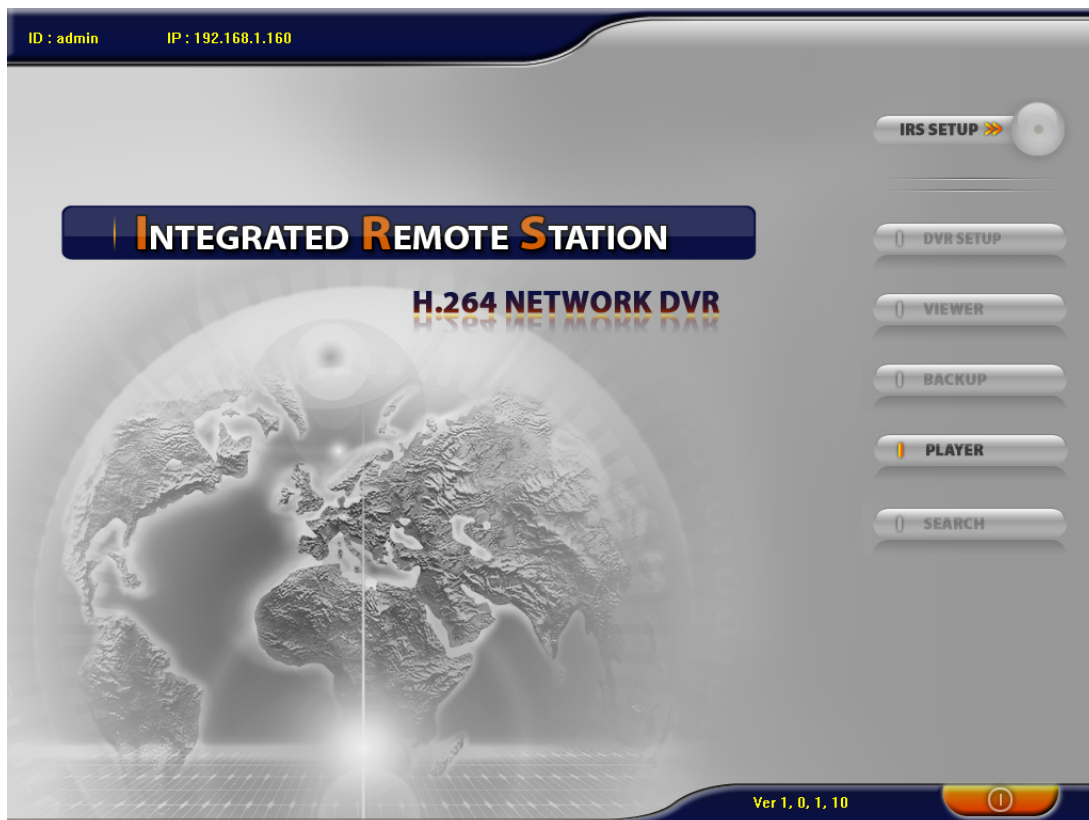 ID : admin IP : 192.168.1.160
IRS SETUP
INTEGRATED REMOTE STATION
DVR SETUP
H.264 NETWORK DVR
VIEWER
BACKUP
PLAYER
SEARCH
Ver 1, 0, 1, 10